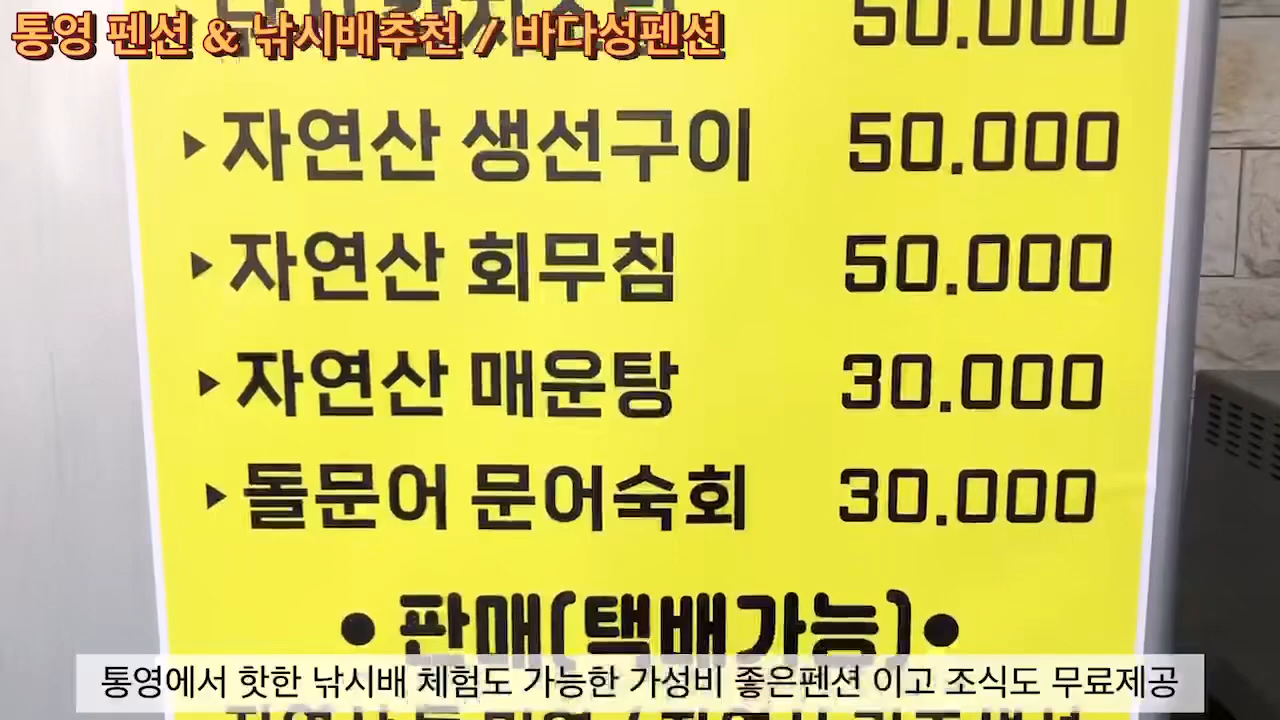 통영 펜션 & 낚시배추천 / 바다성펜션
50.000
▸자연산 생선구이 50.000
▸자연산 회무침 50.000
▸자연산 매운탕 30.000
▸돌문어 문어숙회 30.000
•판매(택배가능)•
통영에서 핫한 낚시배 체험도 가능한 가성비 좋은펜션 이고 조식도 무료제공